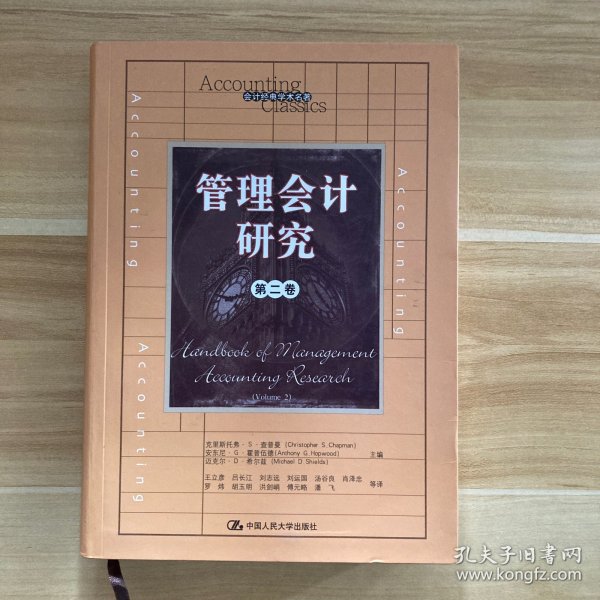 Accounting
会计经典学术名著
Classics
Accounting
Accounting
Accounting
管理会计
研究
第二卷
Handbook of Management
Accounting Research
(Volume 2)
克里斯托弗·S·查普曼 (Christopher S. Chapman)
安东尼·G·霍普伍德 (Anthony G. Hopwood) 主编
迈克尔·D·希尔兹 (Michael D. Shields)
王立彦 吕长江 刘志远 刘运国 汤谷良 肖泽忠
罗炜 胡玉明 洪剑峭 傅元略 潘飞 等译
中国人民大学出版社
孔夫子旧书网
www.kongfz.com